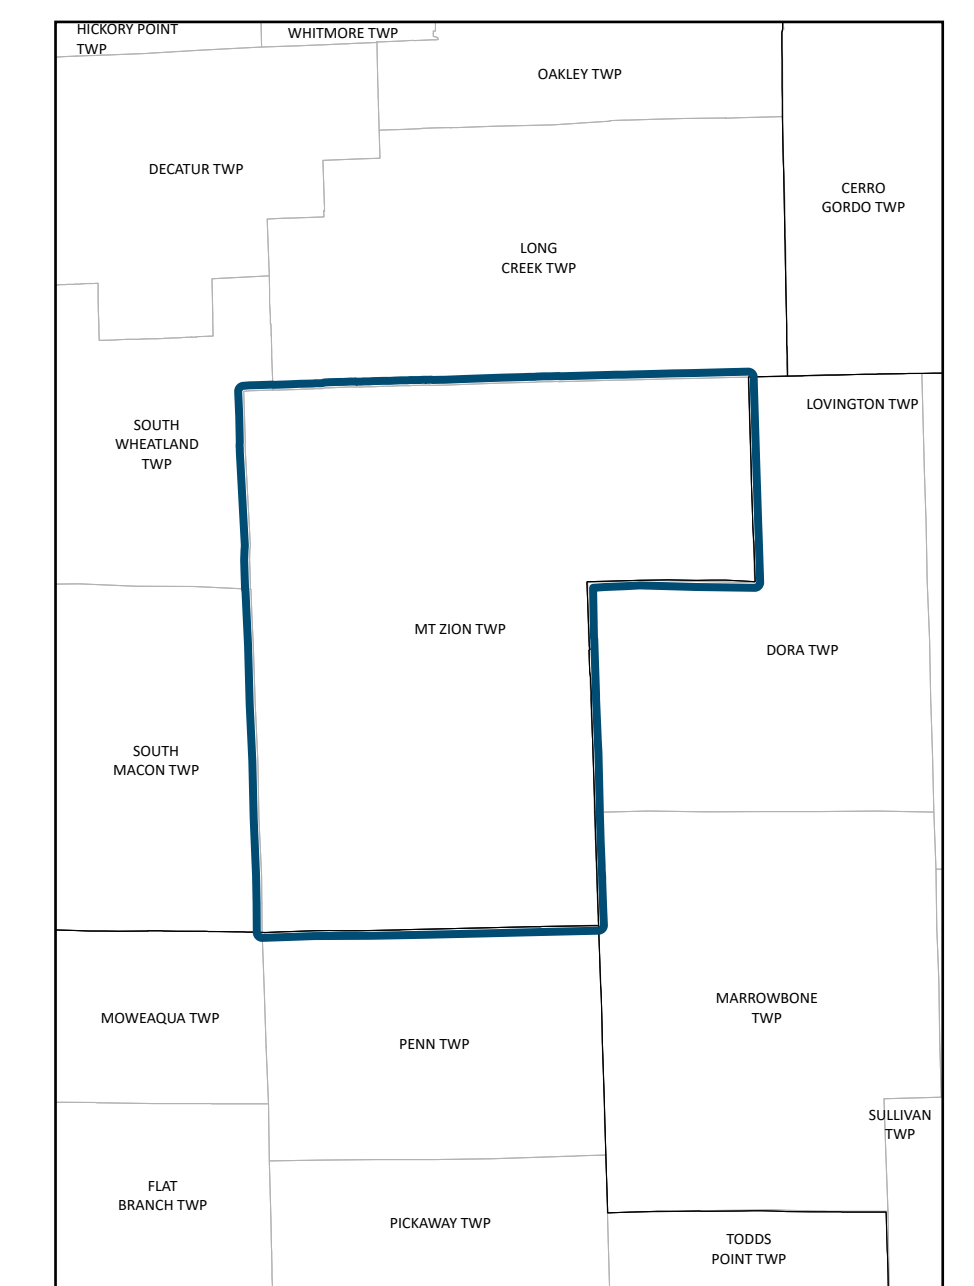 HICKORY POINT
TWP
WHITMORE TWP
OAKLEY TWP
DECATUR TWP
CERRO
GORDO TWP
LONG
CREEK TWP
LOVINGTON TWP
SOUTH
WHEATLAND
TWP
MT ZION TWP
DORA TWP
SOUTH
MACON TWP
MARROWBONE
TWP
MOWEAQUA TWP
PENN TWP
SULLIVAN
TWP
FLAT
BRANCH TWP
PICKAWAY TWP
TODDS
POINT TWP